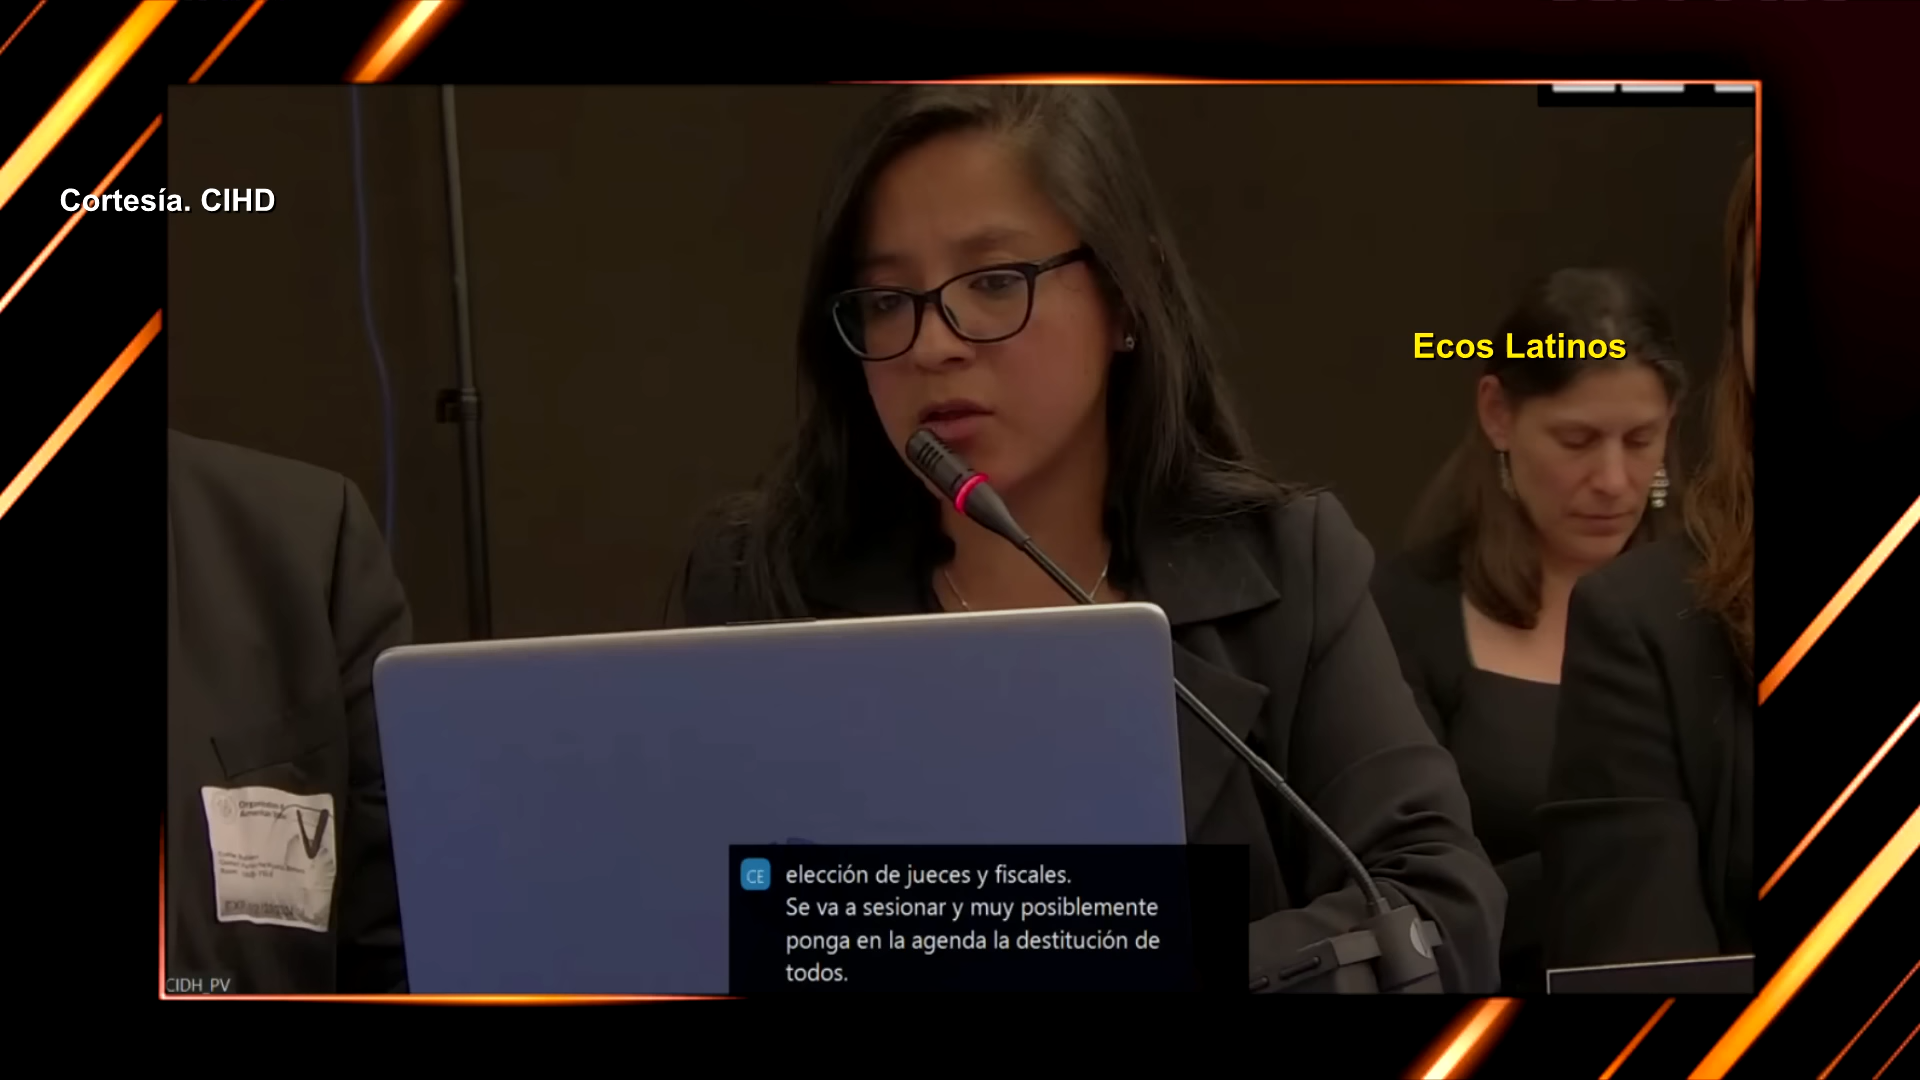 Cortesía. CIHD
Ecos Latinos
CE
elección de jueces y fiscales.
Se va a sesionar y muy posiblemente
ponga en la agenda la destitución de
todos.
CIDH_PV